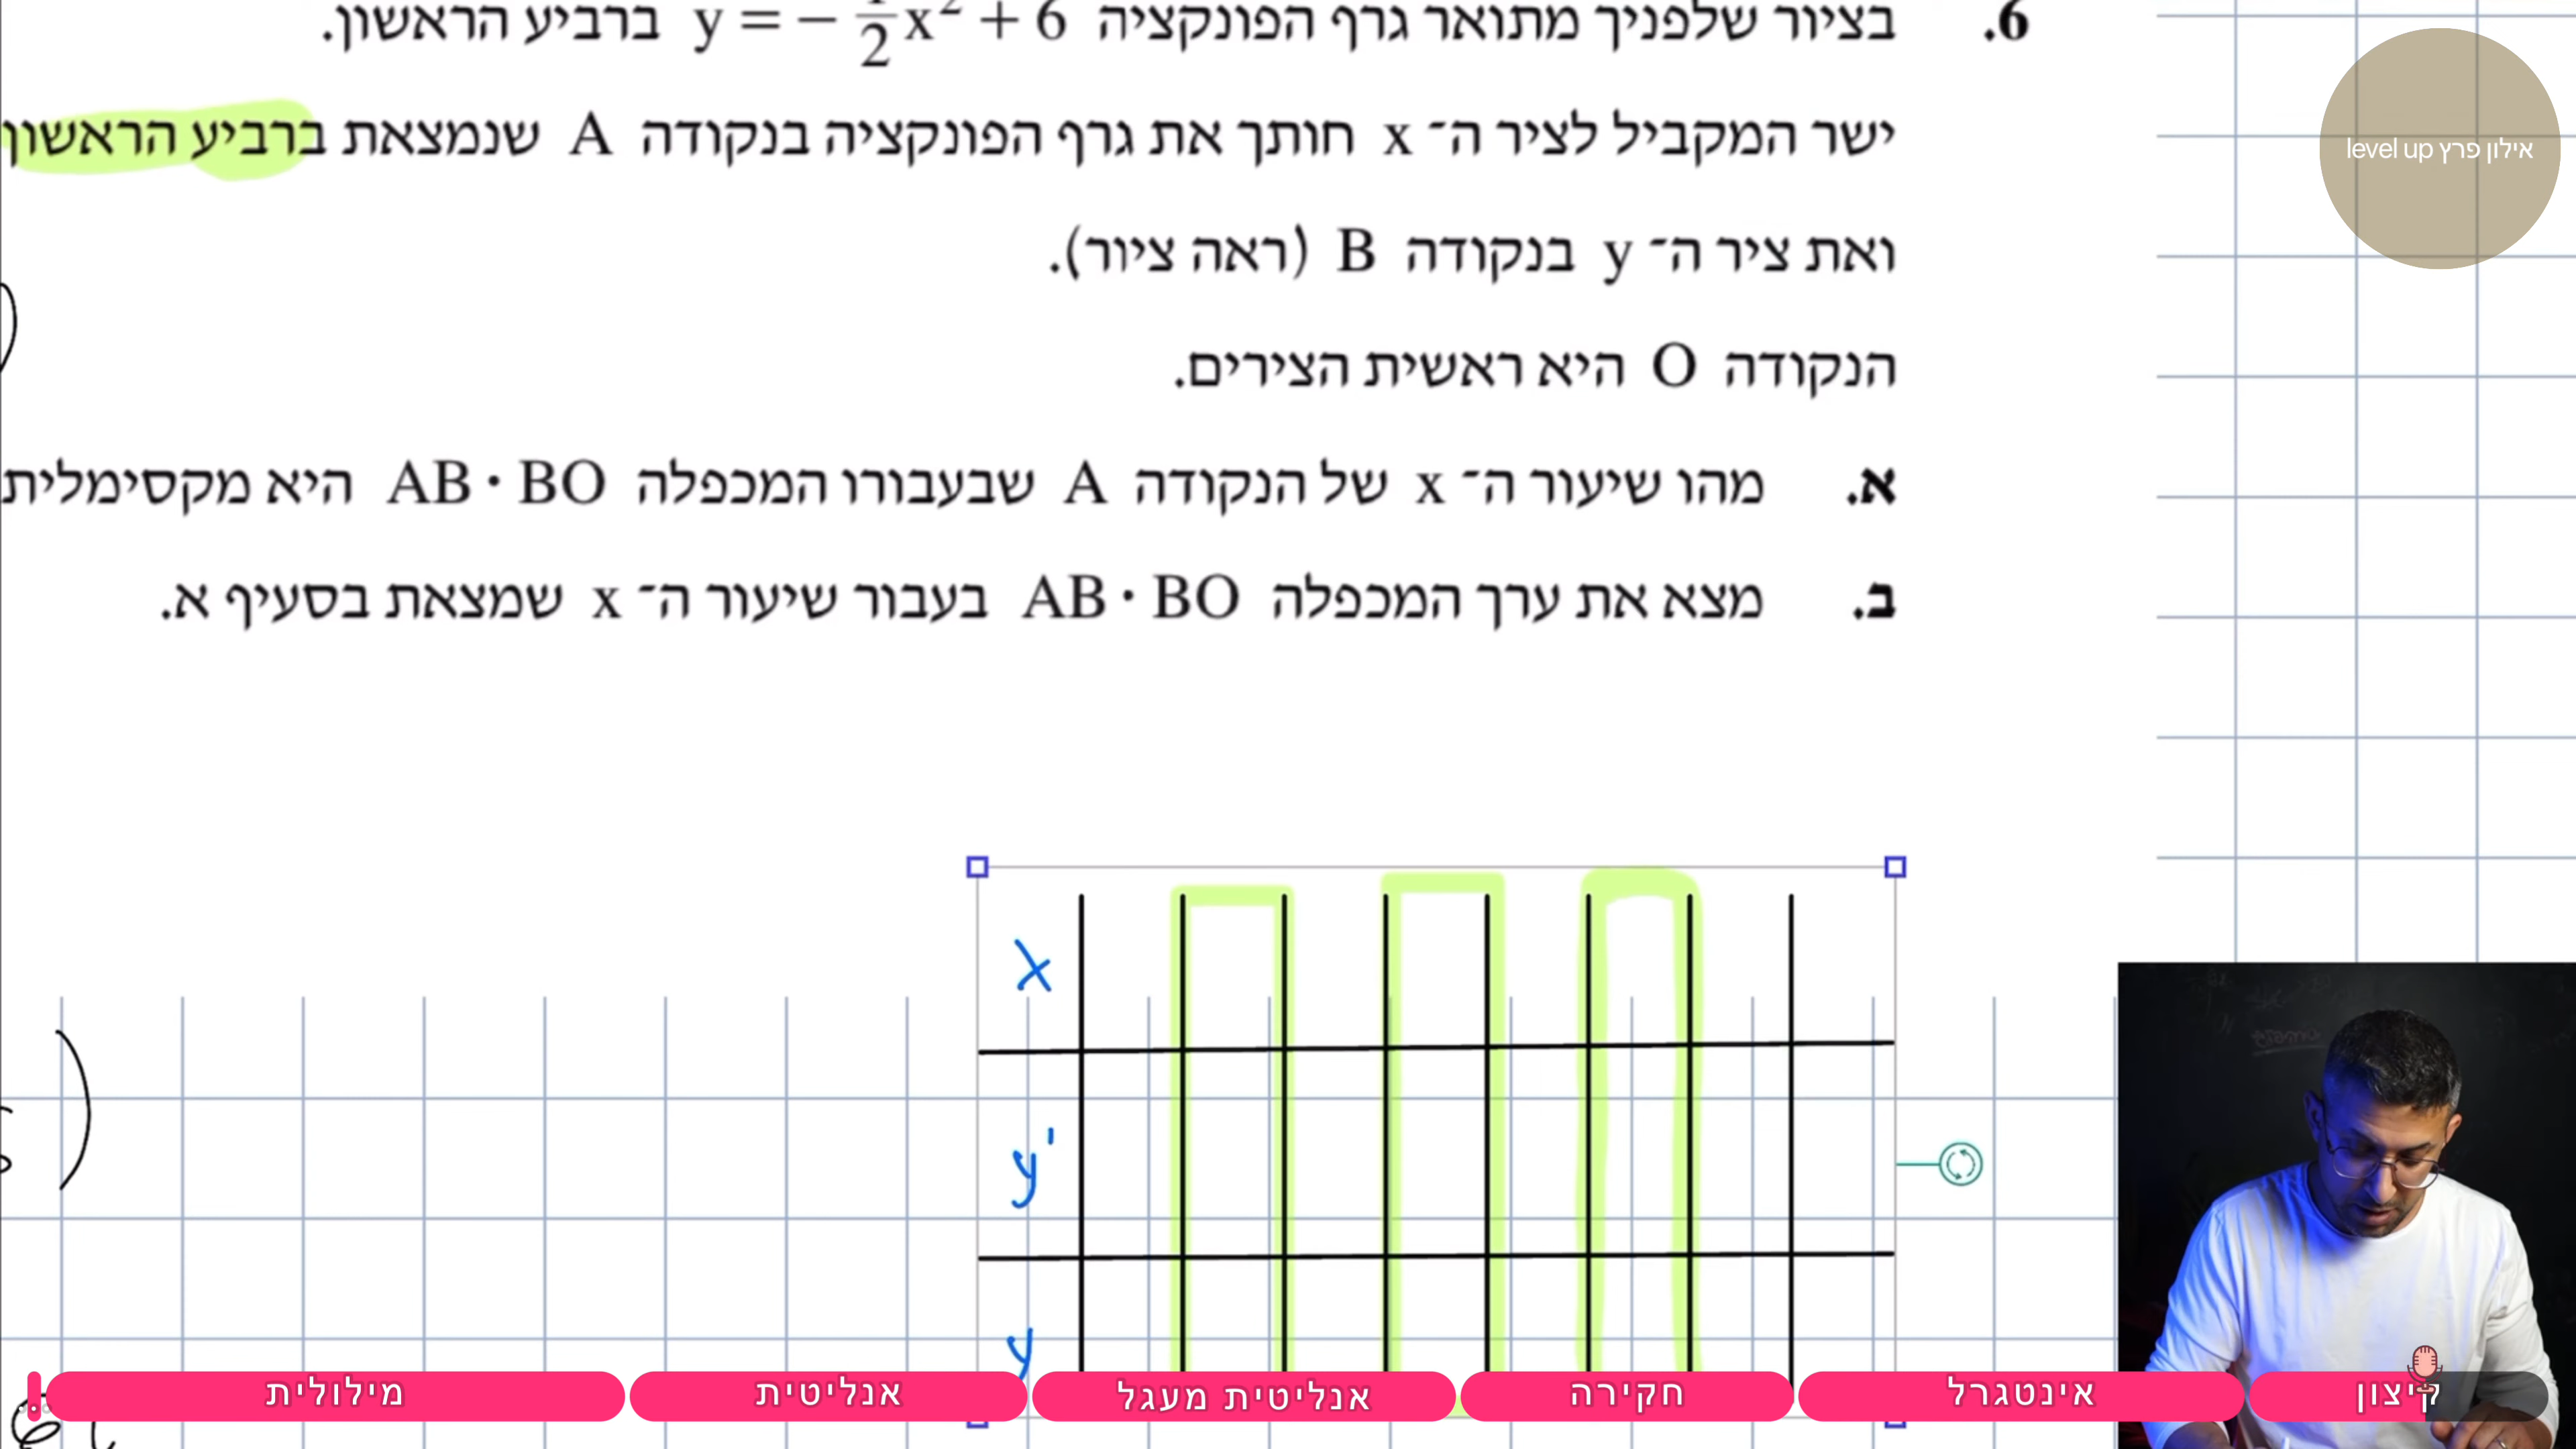 6. בציור שלפניך מתואר גרף הפונקציה y = − 1/2 x² + 6 ברביע הראשון.
ישר המקביל לציר ה־ x חותך את גרף הפונקציה בנקודה A שנמצאת ברביע הראשון
ואת ציר ה־ y בנקודה B (ראה ציור).
הנקודה O היא ראשית הצירים.
א. מהו שיעור ה־ x של הנקודה A שבעבורו המכפלה AB · BO היא מקסימלית
ב. מצא את ערך המכפלה AB · BO בעבור שיעור ה־ x שמצאת בסעיף א.
אילון פרץ level up
x
y'
y
מילולית
אנליטית
אנליטית מעגל
חקירה
אינטגרל
קיצון